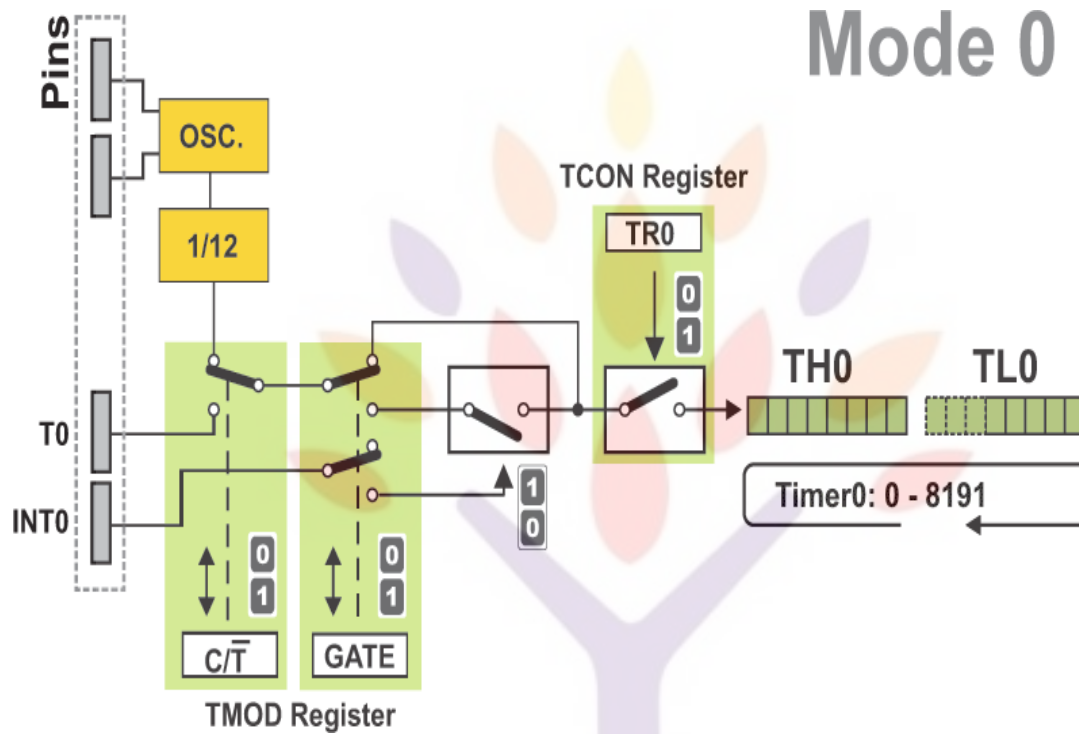 Mode 0
Pins
OSC.
1/12
TCON Register
TR0
0
1
TH0
TL0
T0
INT0
1
0
Timer0: 0 - 8191
0
1
0
1
C/T̅
GATE
TMOD Register